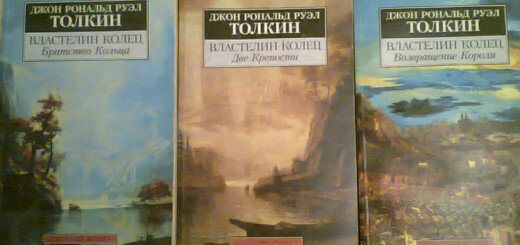 ДЖОН РОНАЛЬД РУЭЛ
ТОЛКИН
ВЛАСТЕЛИН КОЛЕЦ
Братство Кольца
ДЖОН РОНАЛЬД РУЭЛ
ТОЛКИН
ВЛАСТЕЛИН КОЛЕЦ
Две Крепости
ДЖОН РОНАЛЬД РУЭЛ
ТОЛКИН
ВЛАСТЕЛИН КОЛЕЦ
Возвращение Короля